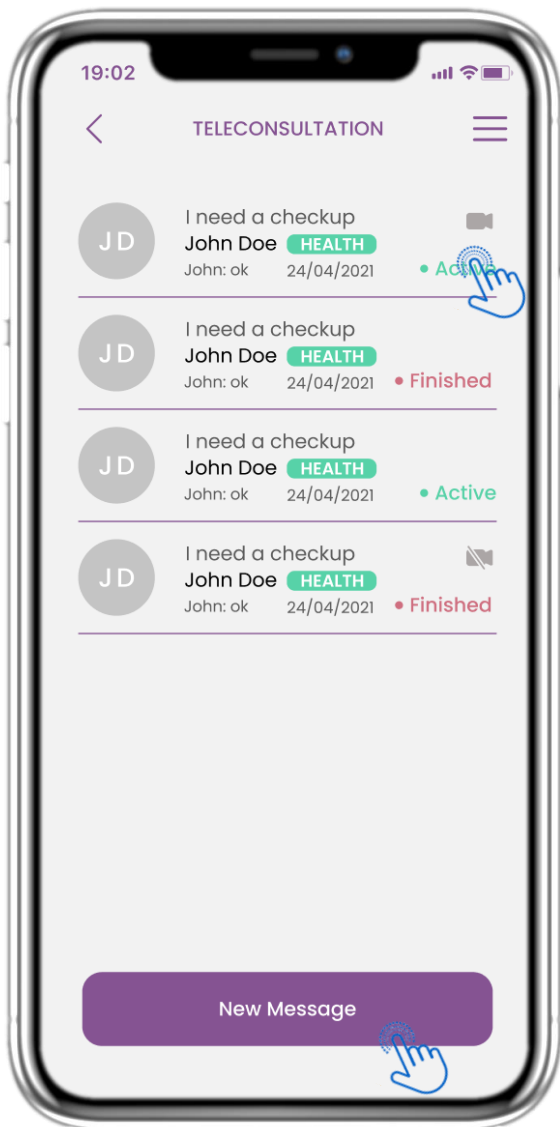 19:02
TELECONSULTATION
JD
I need a checkup
John Doe HEALTH
John: ok 24/04/2021 • Active
JD
I need a checkup
John Doe HEALTH
John: ok 24/04/2021 • Finished
JD
I need a checkup
John Doe HEALTH
John: ok 24/04/2021 • Active
JD
I need a checkup
John Doe HEALTH
John: ok 24/04/2021 • Finished
New Message